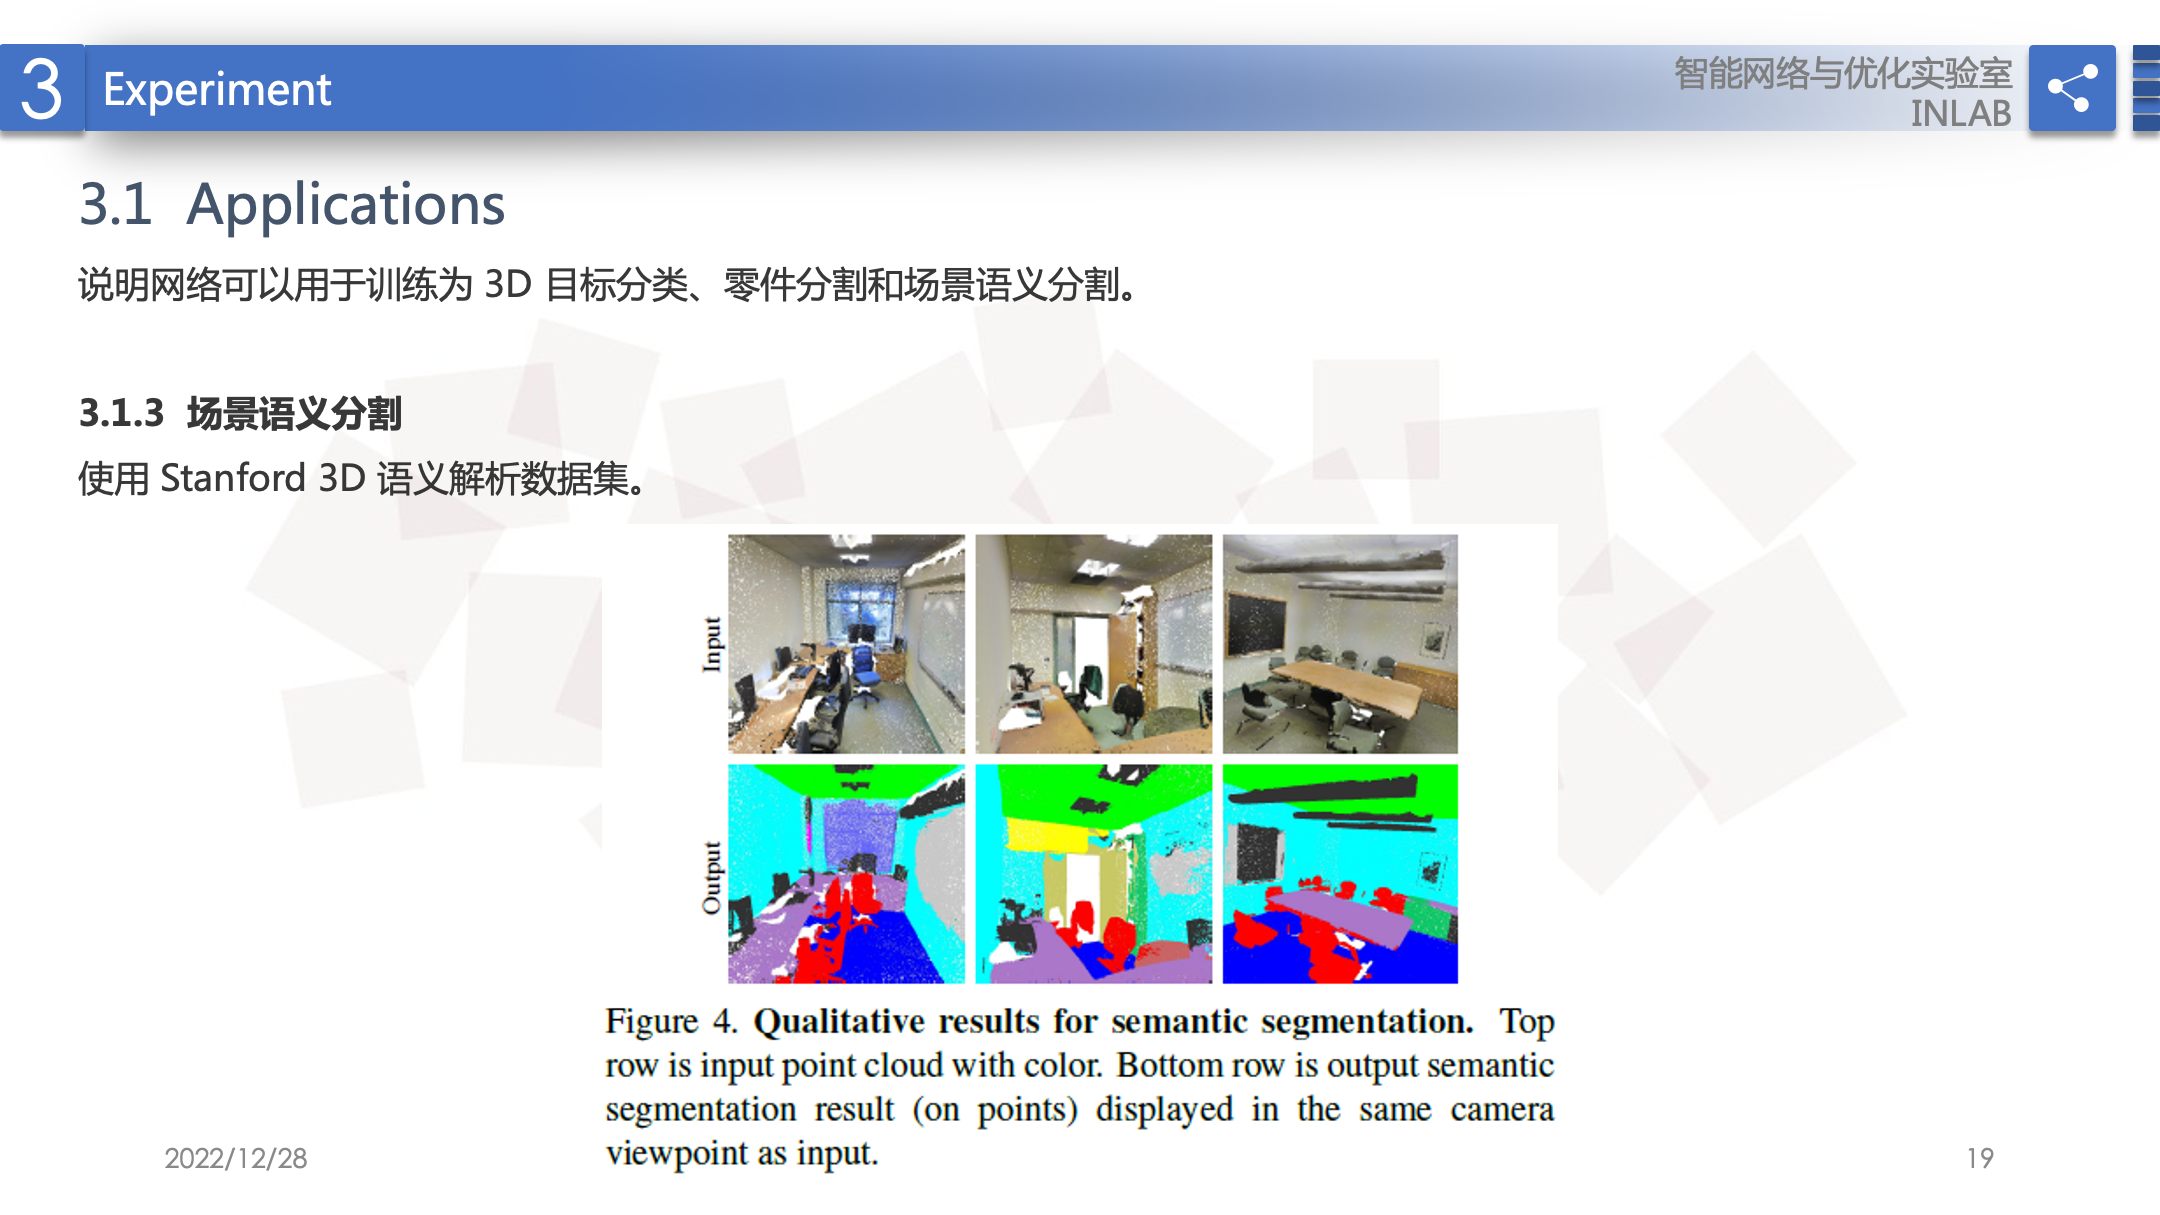 3 Experiment
智能网络与优化实验室
INLAB
3.1 Applications
说明网络可以用于训练为 3D 目标分类、零件分割和场景语义分割。
3.1.3 场景语义分割
使用 Stanford 3D 语义解析数据集。
Input
Output
Figure 4. Qualitative results for semantic segmentation. Top
row is input point cloud with color. Bottom row is output semantic
segmentation result (on points) displayed in the same camera
viewpoint as input.
2022/12/28
19